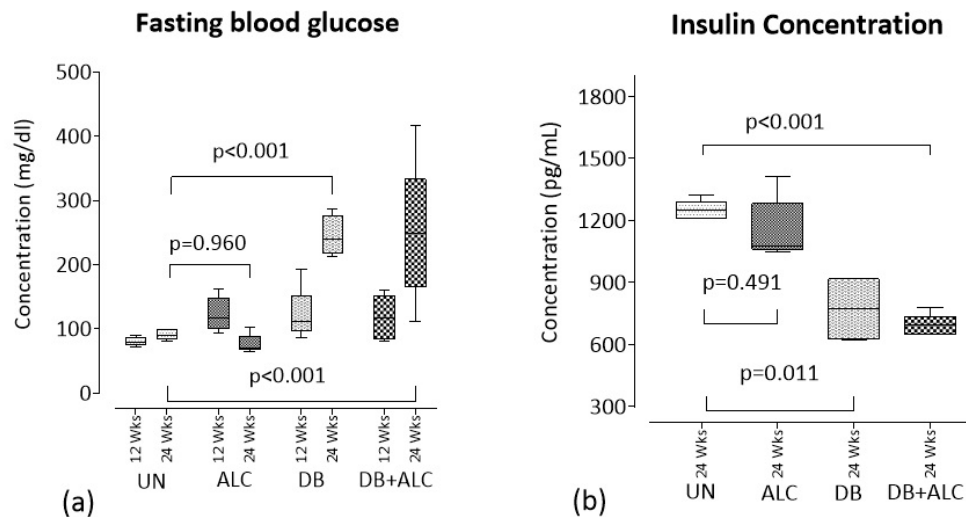 Fasting blood glucose
Concentration (mg/dl)
500
400
300
200
100
0
p<0.001
p=0.960
p<0.001
12 Wks
24 Wks
12 Wks
24 Wks
12 Wks
24 Wks
12 Wks
24 Wks
UN
ALC
DB
DB+ALC
(a)
Insulin Concentration
Concentration (pg/mL)
1800
1500
1200
900
600
300
p<0.001
p=0.491
p=0.011
24 Wks
24 Wks
24 Wks
24 Wks
UN
ALC
DB
DB+ALC
(b)